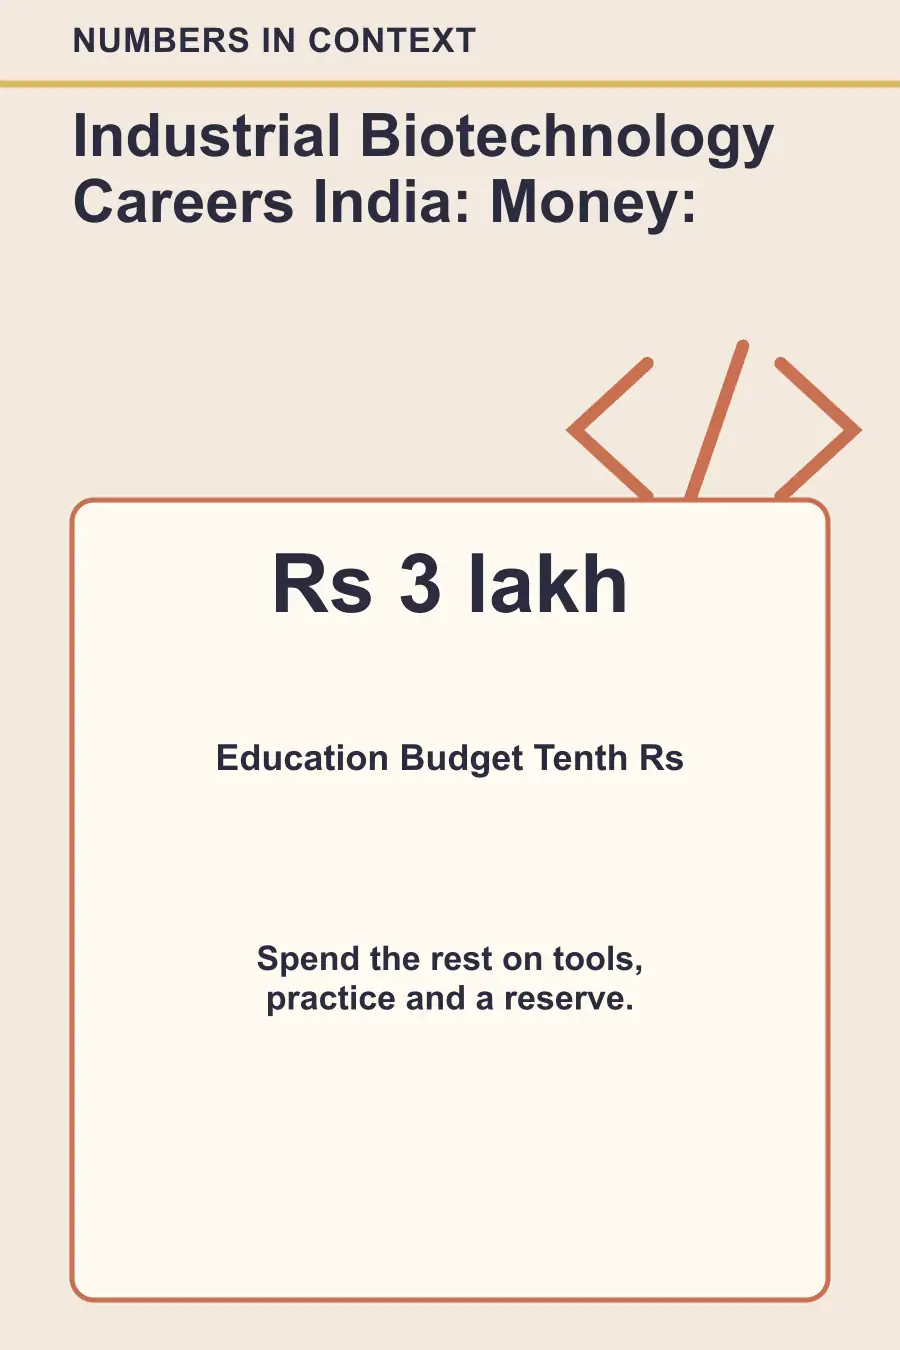 NUMBERS IN CONTEXT
Industrial Biotechnology
Careers India: Money:
Rs 3 lakh
Education Budget Tenth Rs
Spend the rest on tools,
practice and a reserve.